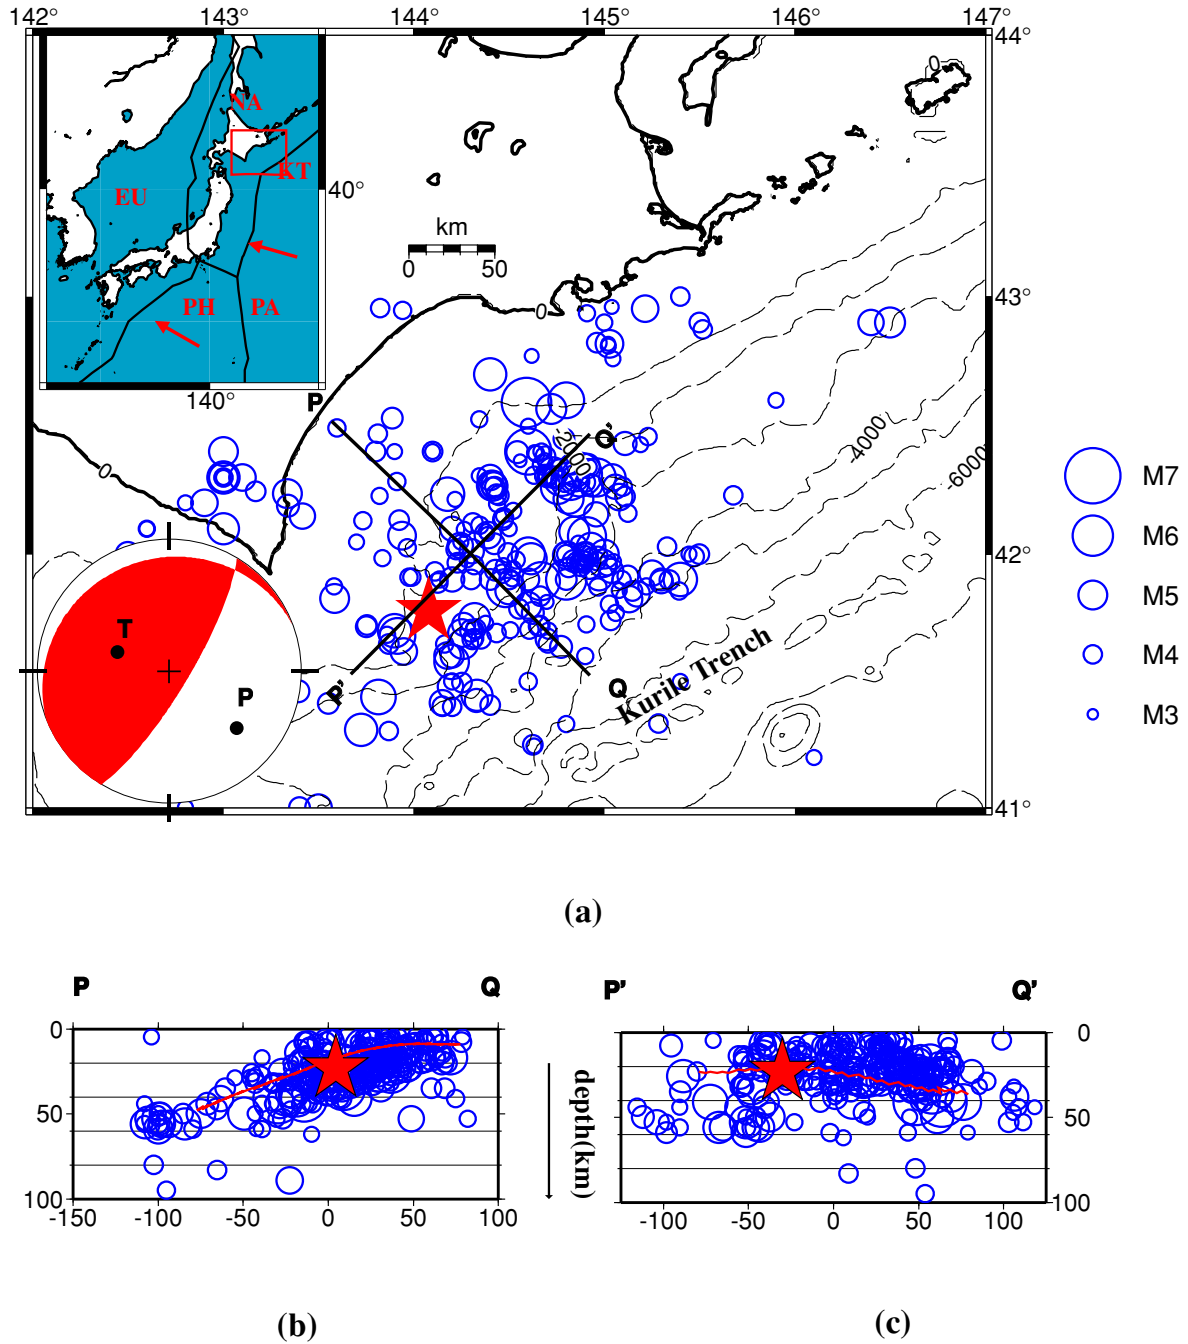 142° 143° 144° 145° 146° 147°
44°
0
NA
KT
40°
EU
km
0 50
PH PA
43°
0
140°
P
Q'
-2000
-4000
-6000
0
M7
M6
42°
M5
T
M4
P
P'
Q
Kurile Trench
M3
41°
(a)
P Q
0
50
100
-150 -100 -50 0 50 100
depth(km)
P' Q'
0
50
100
-100 -50 0 50 100
(b)
(c)